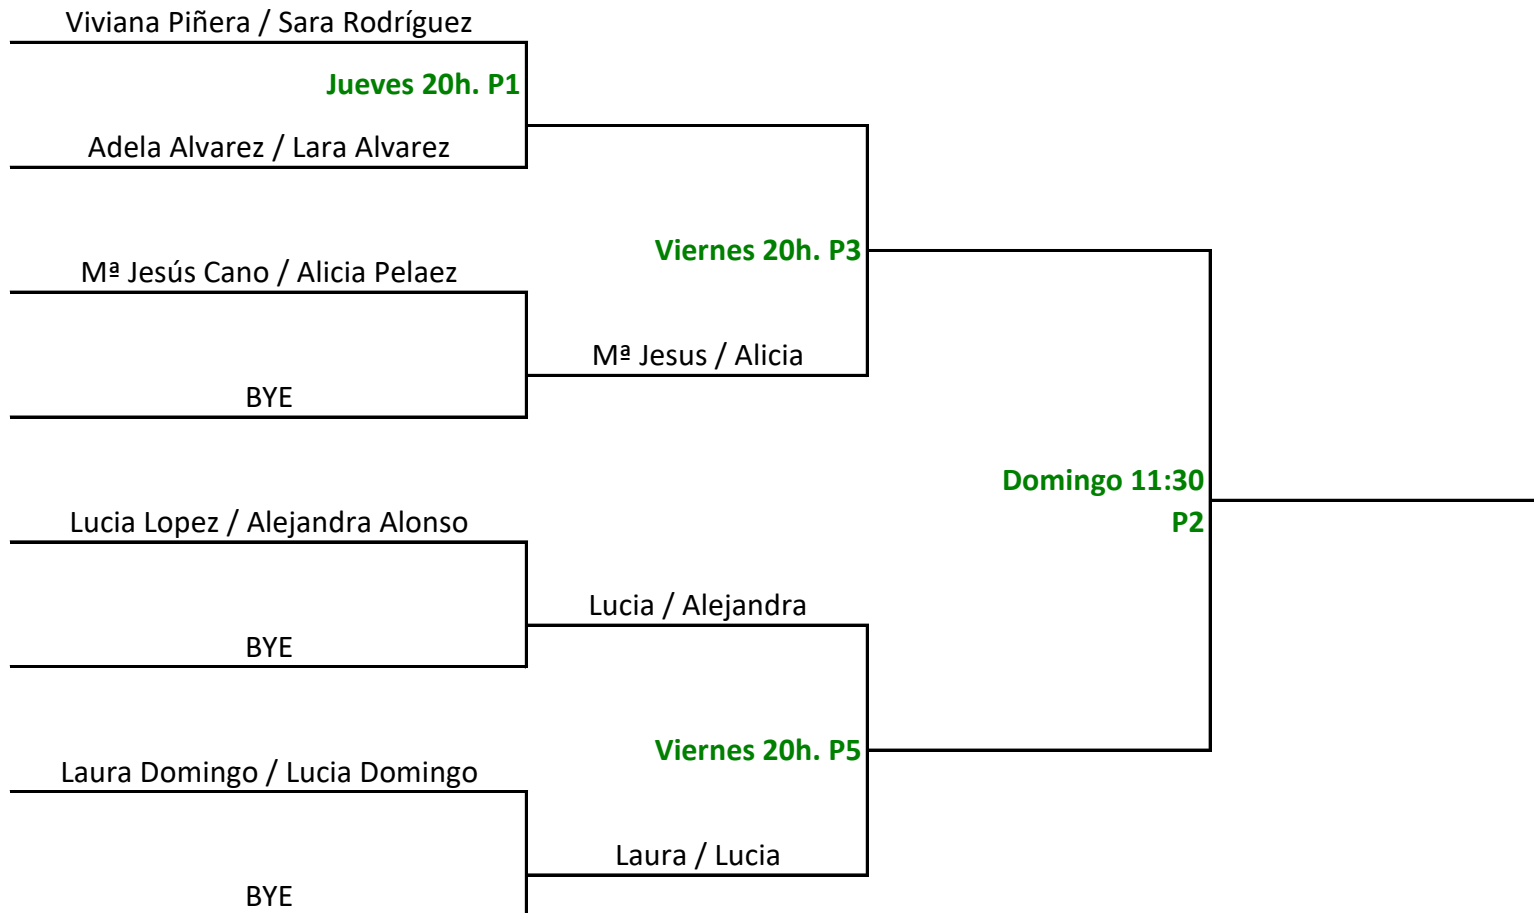 Viviana Piñera / Sara Rodríguez
Jueves 20h. P1
Adela Alvarez / Lara Alvarez
Viernes 20h. P3
Mª Jesús Cano / Alicia Pelaez
Mª Jesus / Alicia
BYE
Domingo 11:30
P2
Lucia Lopez / Alejandra Alonso
Lucia / Alejandra
BYE
Viernes 20h. P5
Laura Domingo / Lucia Domingo
Laura / Lucia
BYE